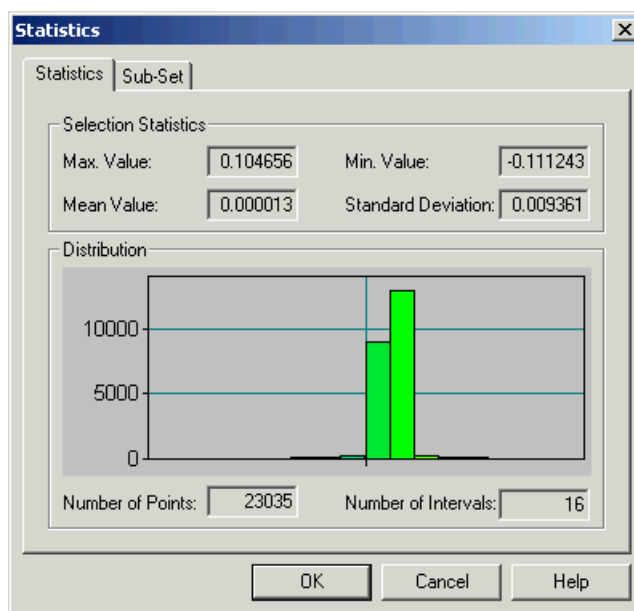 Statistics
Statistics Sub-Set
Selection Statistics
Max. Value: 0.104656 Min. Value: -0.111243
Mean Value: 0.000013 Standard Deviation: 0.009361
Distribution
10000
5000
0
Number of Points: 23035 Number of Intervals: 16
OK Cancel Help